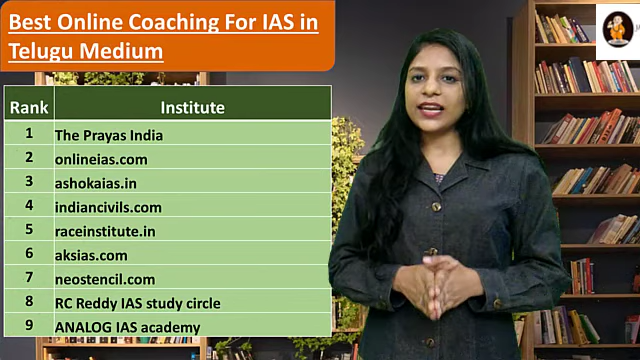 Best Online Coaching For IAS in
Telugu Medium
Rank Institute
1 The Prayas India
2 onlineias.com
3 ashokaias.in
4 indiancivils.com
5 raceinstitute.in
6 aksias.com
7 neostencil.com
8 RC Reddy IAS study circle
9 ANALOG IAS academy